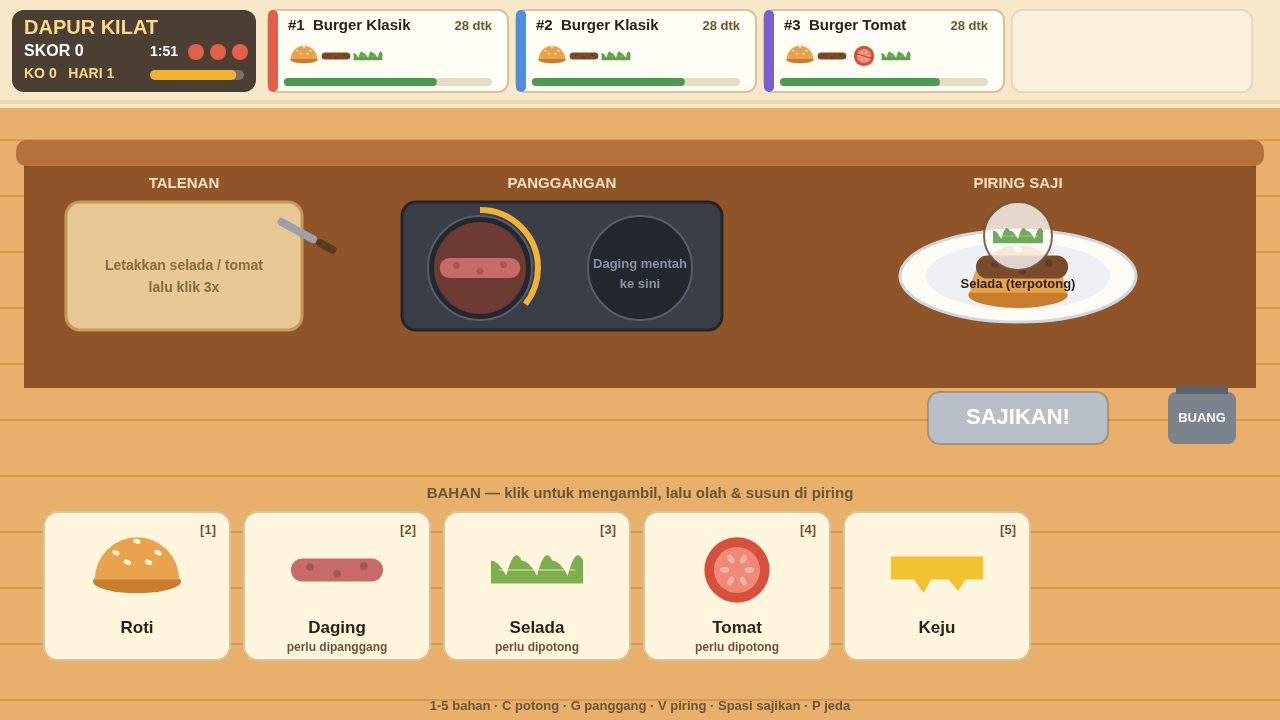 DAPUR KILAT
SKOR 0
1:51
KO 0 HARI 1
#1 Burger Klasik 28 dtk
#2 Burger Klasik 28 dtk
#3 Burger Tomat 28 dtk
TALENAN
PANGGANGAN
PIRING SAJI
Letakkan selada / tomat
lalu klik 3x
Daging mentah
ke sini
Selada (terpotong)
SAJIKAN!
BUANG
BAHAN — klik untuk mengambil, lalu olah & susun di piring
[1]
Roti
[2]
Daging
perlu dipanggang
[3]
Selada
perlu dipotong
[4]
Tomat
perlu dipotong
[5]
Keju
1-5 bahan · C potong · G panggang · V piring · Spasi sajikan · P jeda